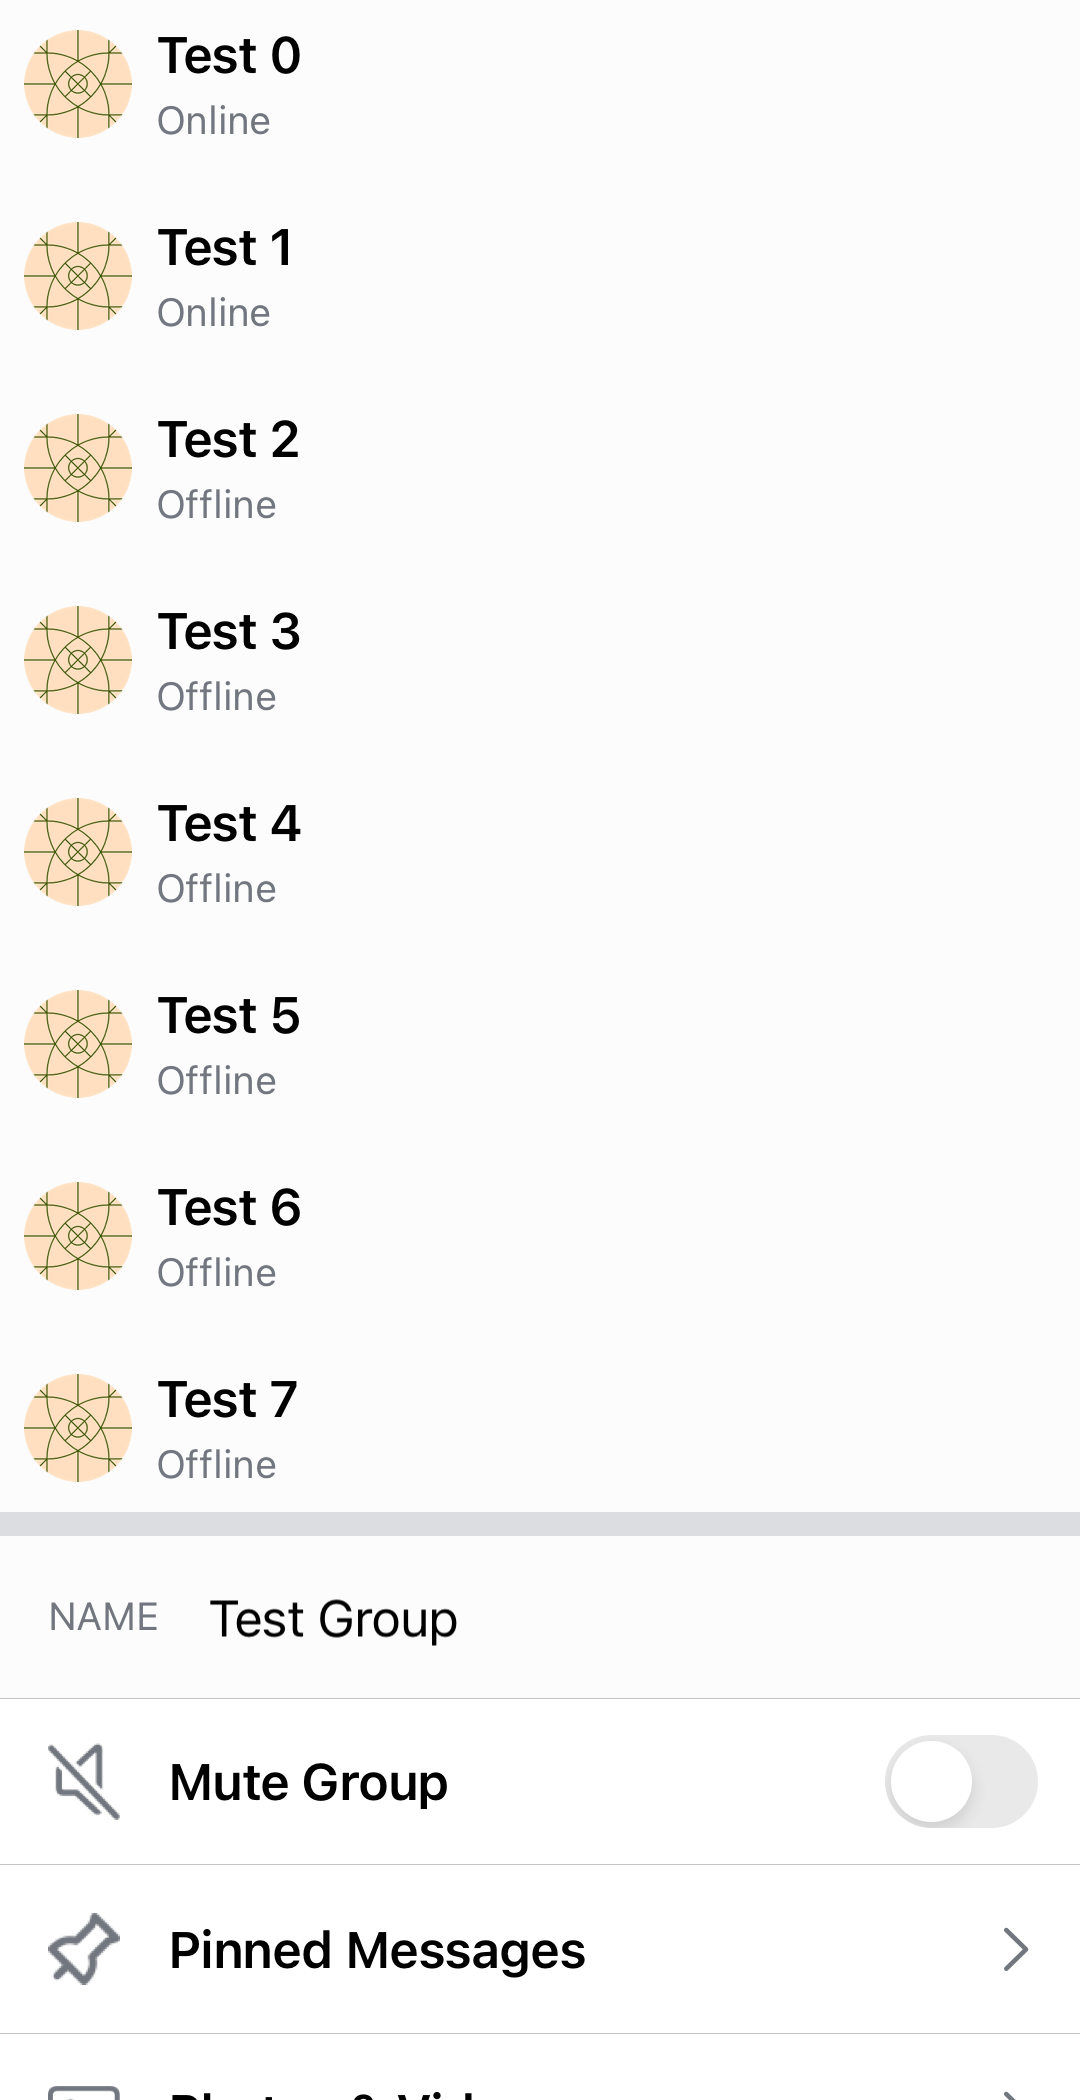 Test 0
Online
Test 1
Online
Test 2
Offline
Test 3
Offline
Test 4
Offline
Test 5
Offline
Test 6
Offline
Test 7
Offline
NAME Test Group
Mute Group
Pinned Messages